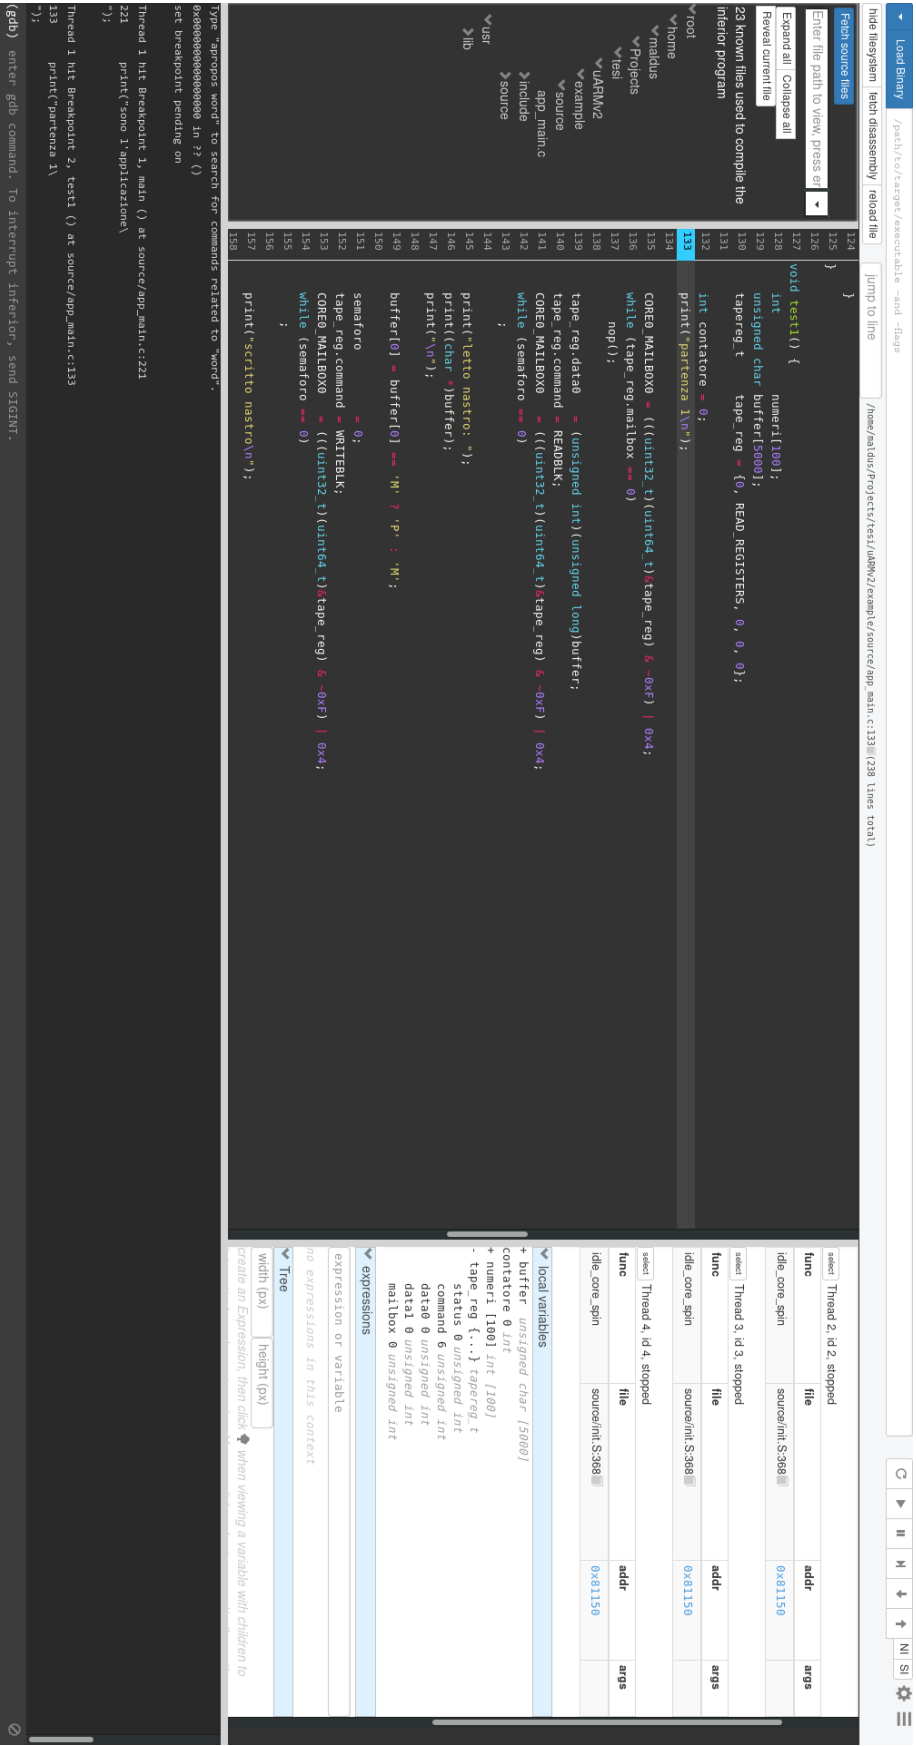 Load Binary
/path/to/target/executable -and -flags
NI
SI
hide filesystem
fetch disassembly
reload file
jump to line
/home/maldus/Projects/tesi/uARMv2/example/source/app_main.c:133 (238 lines total)
Fetch source files
Enter file path to view, press er
Expand all
Collapse all
Reveal current file
23 known files used to compile the
inferior program
root
home
maldus
Projects
tesi
uARMv2
example
source
app_main.c
include
source
usr
lib
124 }
125 }
126
127 void test1() {
128 int numeri[100];
129 unsigned char buffer[5000];
130 tapereg_t tape_reg = {0, READ_REGISTERS, 0, 0, 0};
131
132 int contatore = 0;
133 print("partenza 1\n");
134
135 CORE0_MAILBOX0 = (((uint32_t)(uint64_t)&tape_reg) & ~0xF) | 0x4;
136 while (tape_reg.mailbox == 0)
137 nop();
138
139 tape_reg.data0 = (unsigned int)(unsigned long)buffer;
140 tape_reg.command = READBLK;
141 CORE0_MAILBOX0 = (((uint32_t)(uint64_t)&tape_reg) & ~0xF) | 0x4;
142 while (semaforo == 0)
143 ;
144
145 print("letto nastro: ");
146 print((char *)buffer);
147 print("\n");
148
149 buffer[0] = buffer[0] == 'M' ? 'P' : 'M';
150
151 semaforo = 0;
152 tape_reg.command = WRITEBLK;
153 CORE0_MAILBOX0 = (((uint32_t)(uint64_t)&tape_reg) & ~0xF) | 0x4;
154 while (semaforo == 0)
155 ;
156
157 print("scritto nastro\n");
158
select Thread 2, id 2, stopped
func file addr args
idle_core_spin source/init.S:368 0x81150
select Thread 3, id 3, stopped
func file addr args
idle_core_spin source/init.S:368 0x81150
select Thread 4, id 4, stopped
func file addr args
idle_core_spin source/init.S:368 0x81150
local variables
+ buffer unsigned char [5000]
contatore 0 int
+ numeri [100] int [100]
- tape_reg {...} tapereg_t
status 0 unsigned int
command 6 unsigned int
data0 0 unsigned int
data1 0 unsigned int
mailbox 0 unsigned int
expressions
expression or variable
no expressions in this context
Tree
width (px)
height (px)
create an Expression, then click when viewing a variable with children to
Type "apropos word" to search for commands related to "word".
0x0000000000000000 in ?? ()
set breakpoint pending on
Thread 1 hit Breakpoint 1, main () at source/app_main.c:221
221 print("sono l'applicazione\
");
Thread 1 hit Breakpoint 2, test1 () at source/app_main.c:133
133 print("partenza 1\
");
(gdb) enter gdb command. To interrupt inferior, send SIGINT.